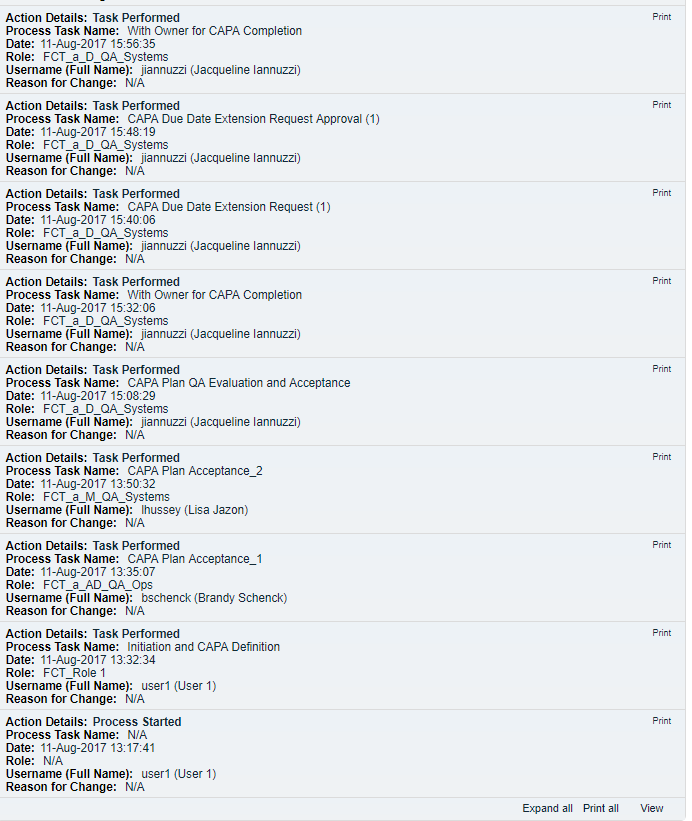 Action Details: Task Performed Print
Process Task Name: With Owner for CAPA Completion
Date: 11-Aug-2017 15:56:35
Role: FCT_a_D_QA_Systems
Username (Full Name): jiannuzzi (Jacqueline Iannuzzi)
Reason for Change: N/A
Action Details: Task Performed Print
Process Task Name: CAPA Due Date Extension Request Approval (1)
Date: 11-Aug-2017 15:48:19
Role: FCT_a_D_QA_Systems
Username (Full Name): jiannuzzi (Jacqueline Iannuzzi)
Reason for Change: N/A
Action Details: Task Performed Print
Process Task Name: CAPA Due Date Extension Request (1)
Date: 11-Aug-2017 15:40:06
Role: FCT_a_D_QA_Systems
Username (Full Name): jiannuzzi (Jacqueline Iannuzzi)
Reason for Change: N/A
Action Details: Task Performed Print
Process Task Name: With Owner for CAPA Completion
Date: 11-Aug-2017 15:32:06
Role: FCT_a_D_QA_Systems
Username (Full Name): jiannuzzi (Jacqueline Iannuzzi)
Reason for Change: N/A
Action Details: Task Performed Print
Process Task Name: CAPA Plan QA Evaluation and Acceptance
Date: 11-Aug-2017 15:08:29
Role: FCT_a_D_QA_Systems
Username (Full Name): jiannuzzi (Jacqueline Iannuzzi)
Reason for Change: N/A
Action Details: Task Performed Print
Process Task Name: CAPA Plan Acceptance_2
Date: 11-Aug-2017 13:50:32
Role: FCT_a_M_QA_Systems
Username (Full Name): lhussey (Lisa Jazon)
Reason for Change: N/A
Action Details: Task Performed Print
Process Task Name: CAPA Plan Acceptance_1
Date: 11-Aug-2017 13:35:07
Role: FCT_a_AD_QA_Ops
Username (Full Name): bschenck (Brandy Schenck)
Reason for Change: N/A
Action Details: Task Performed Print
Process Task Name: Initiation and CAPA Definition
Date: 11-Aug-2017 13:32:34
Role: FCT_Role 1
Username (Full Name): user1 (User 1)
Reason for Change: N/A
Action Details: Process Started Print
Process Task Name: N/A
Date: 11-Aug-2017 13:17:41
Role: N/A
Username (Full Name): user1 (User 1)
Reason for Change: N/A
Expand all Print all View